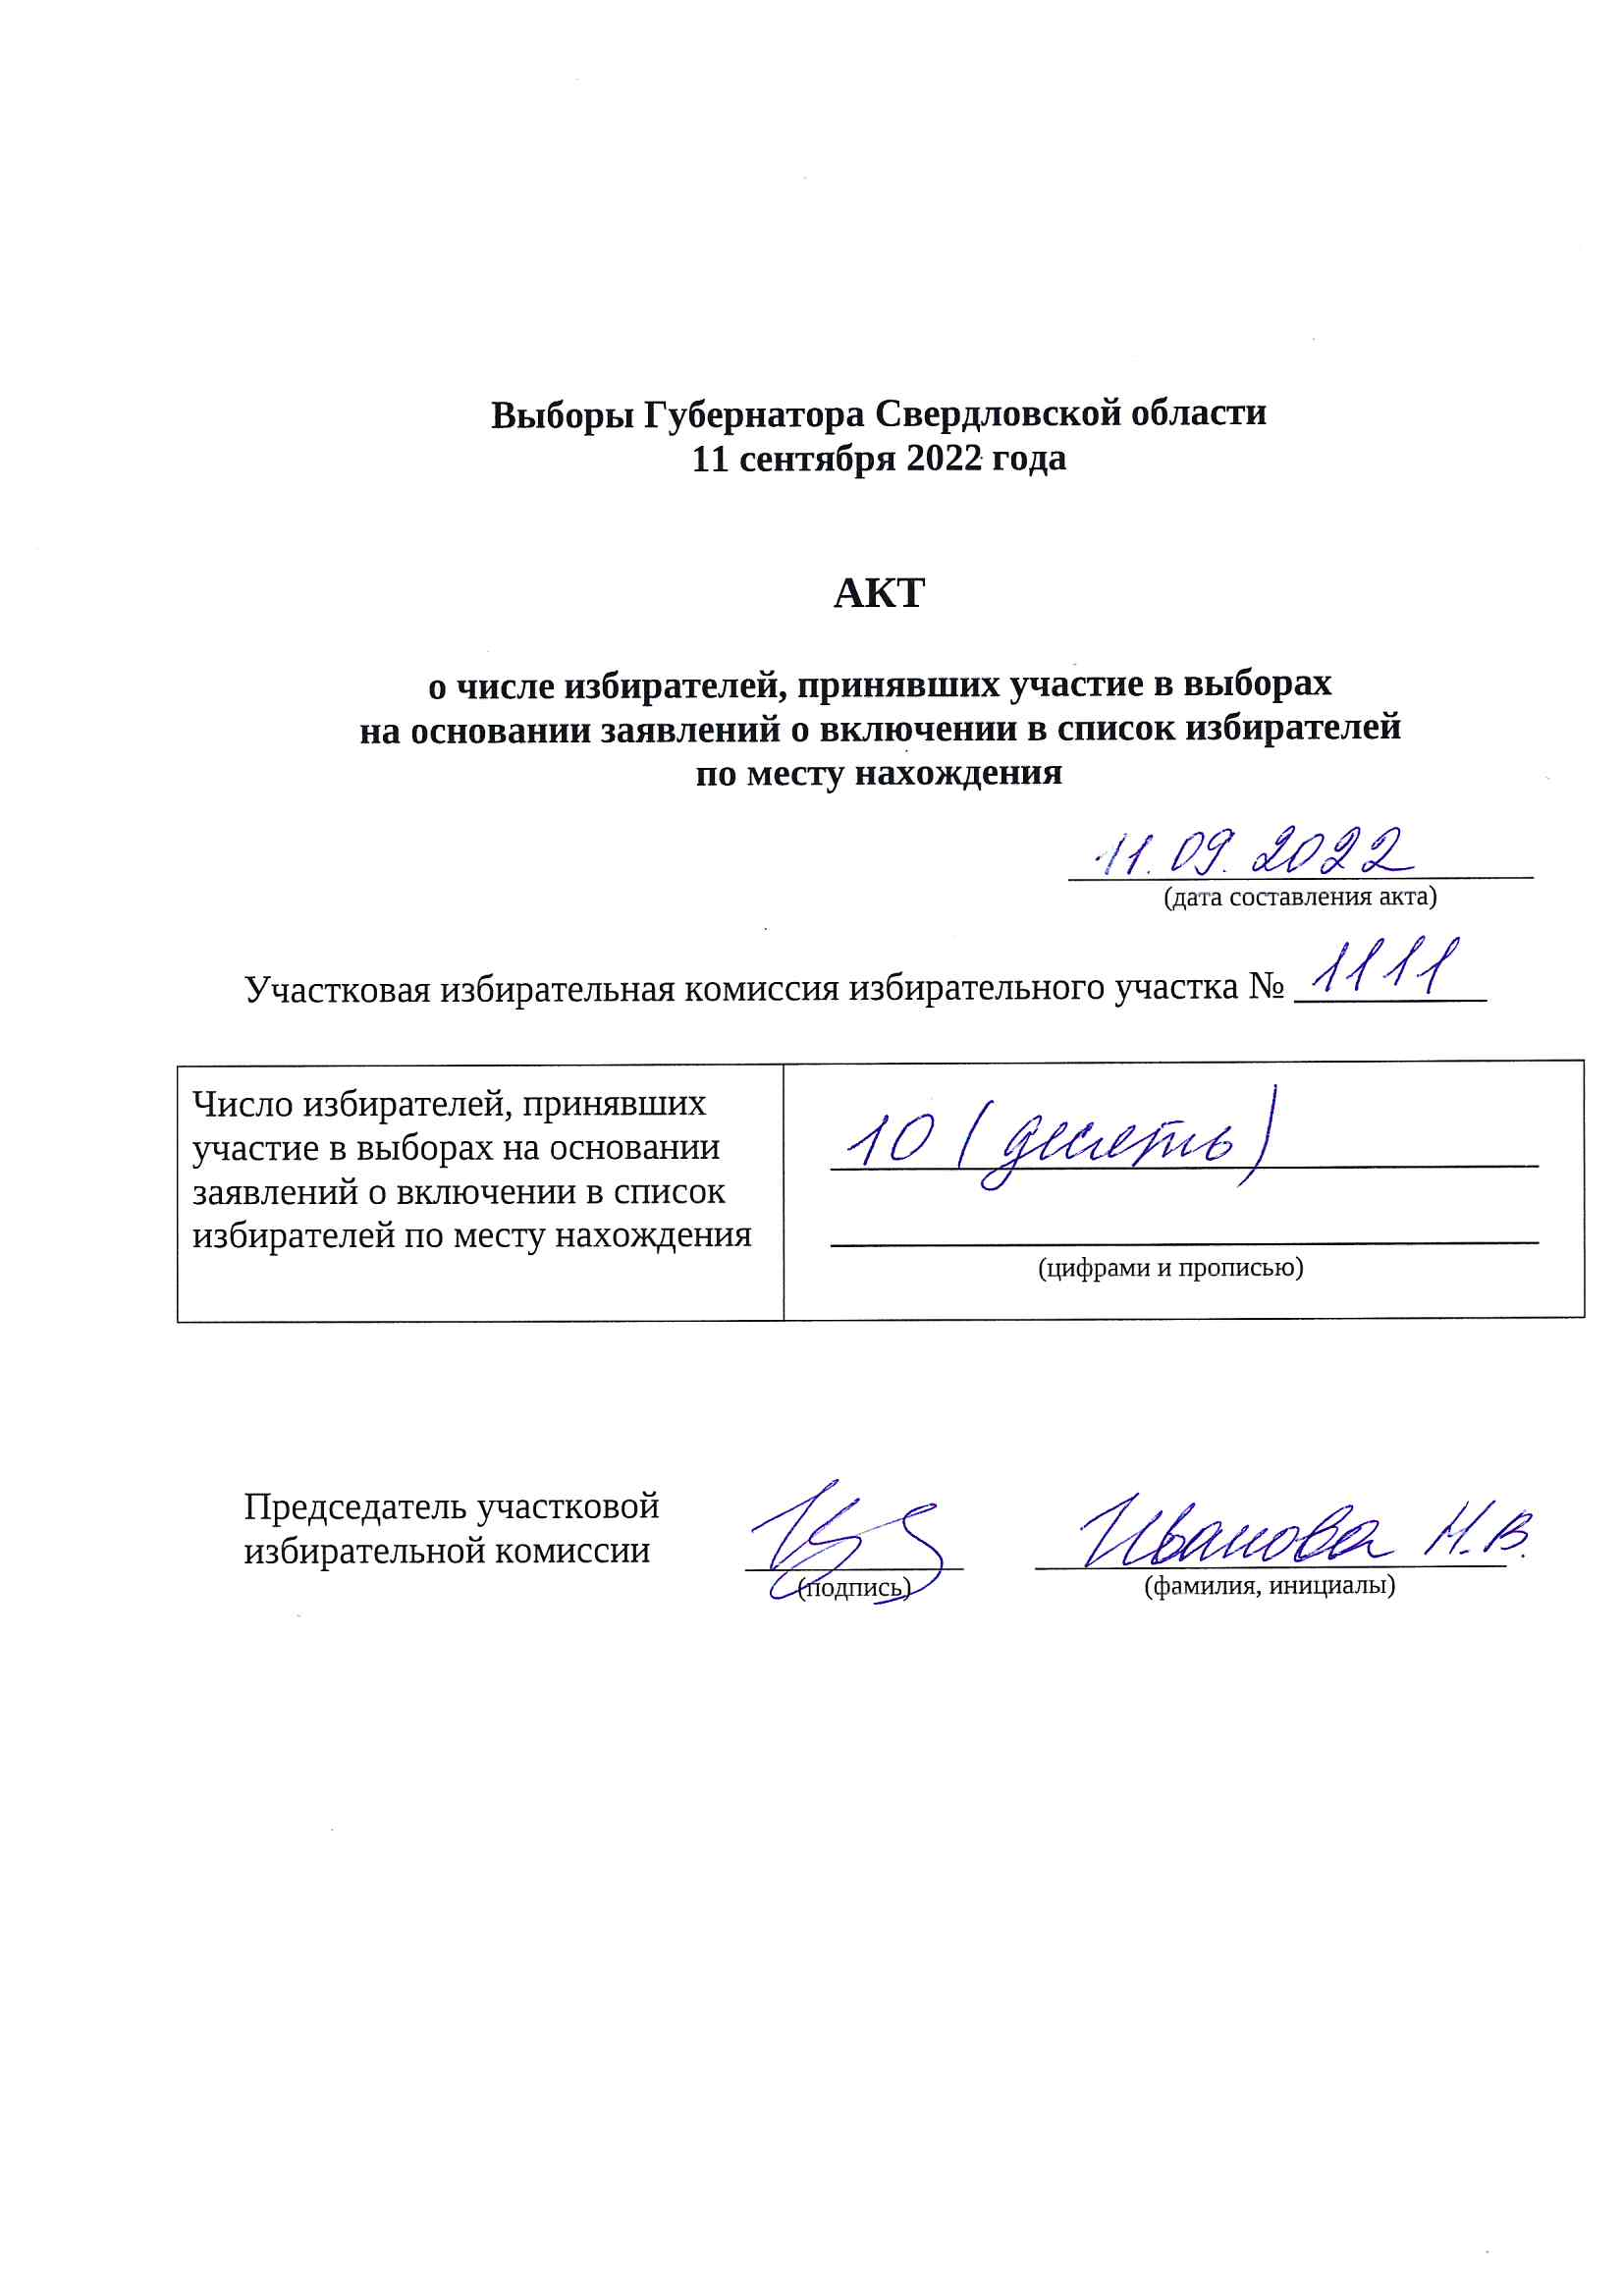 Выборы Губернатора Свердловской области
11 сентября 2022 года
АКТ
о числе избирателей, принявших участие в выборах
на основании заявлений о включении в список избирателей
по месту нахождения
11.09.2022
(дата составления акта)
Участковая избирательная комиссия избирательного участка № 1111
Число избирателей, принявших
участие в выборах на основании
заявлений о включении в список
избирателей по месту нахождения
10 (десять)
(цифрами и прописью)
Председатель участковой
избирательной комиссии
Иванова Н.В.
(подпись) (фамилия, инициалы)